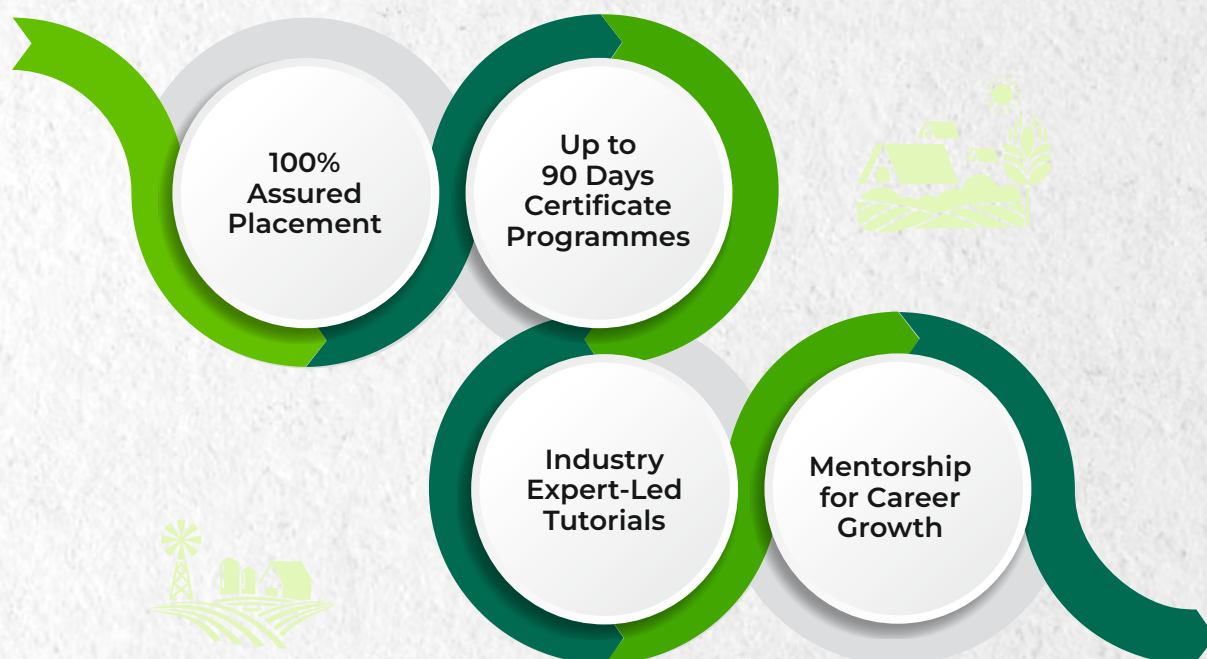 100%
Assured
Placement
Up to
90 Days
Certificate
Programmes
Industry
Expert-Led
Tutorials
Mentorship
for Career
Growth